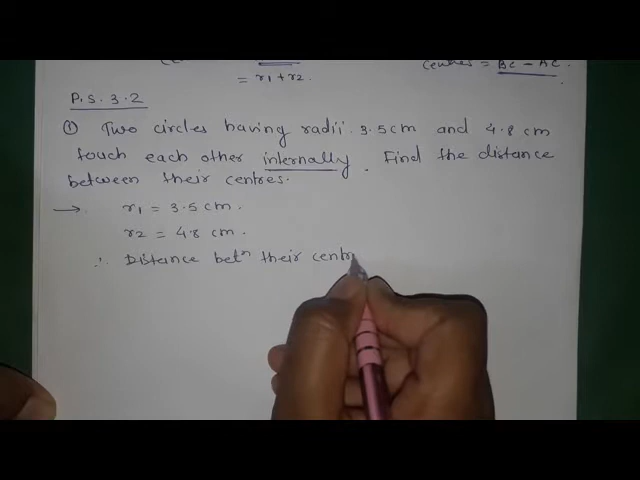 centres = BC - AC.
= r1 + r2.
P.S. 3.2
① Two circles having radii 3.5 cm and 4.8 cm
touch each other internally. Find the distance
between their centres.
→ r1 = 3.5 cm.
r2 = 4.8 cm.
∴ Distance betn their centr